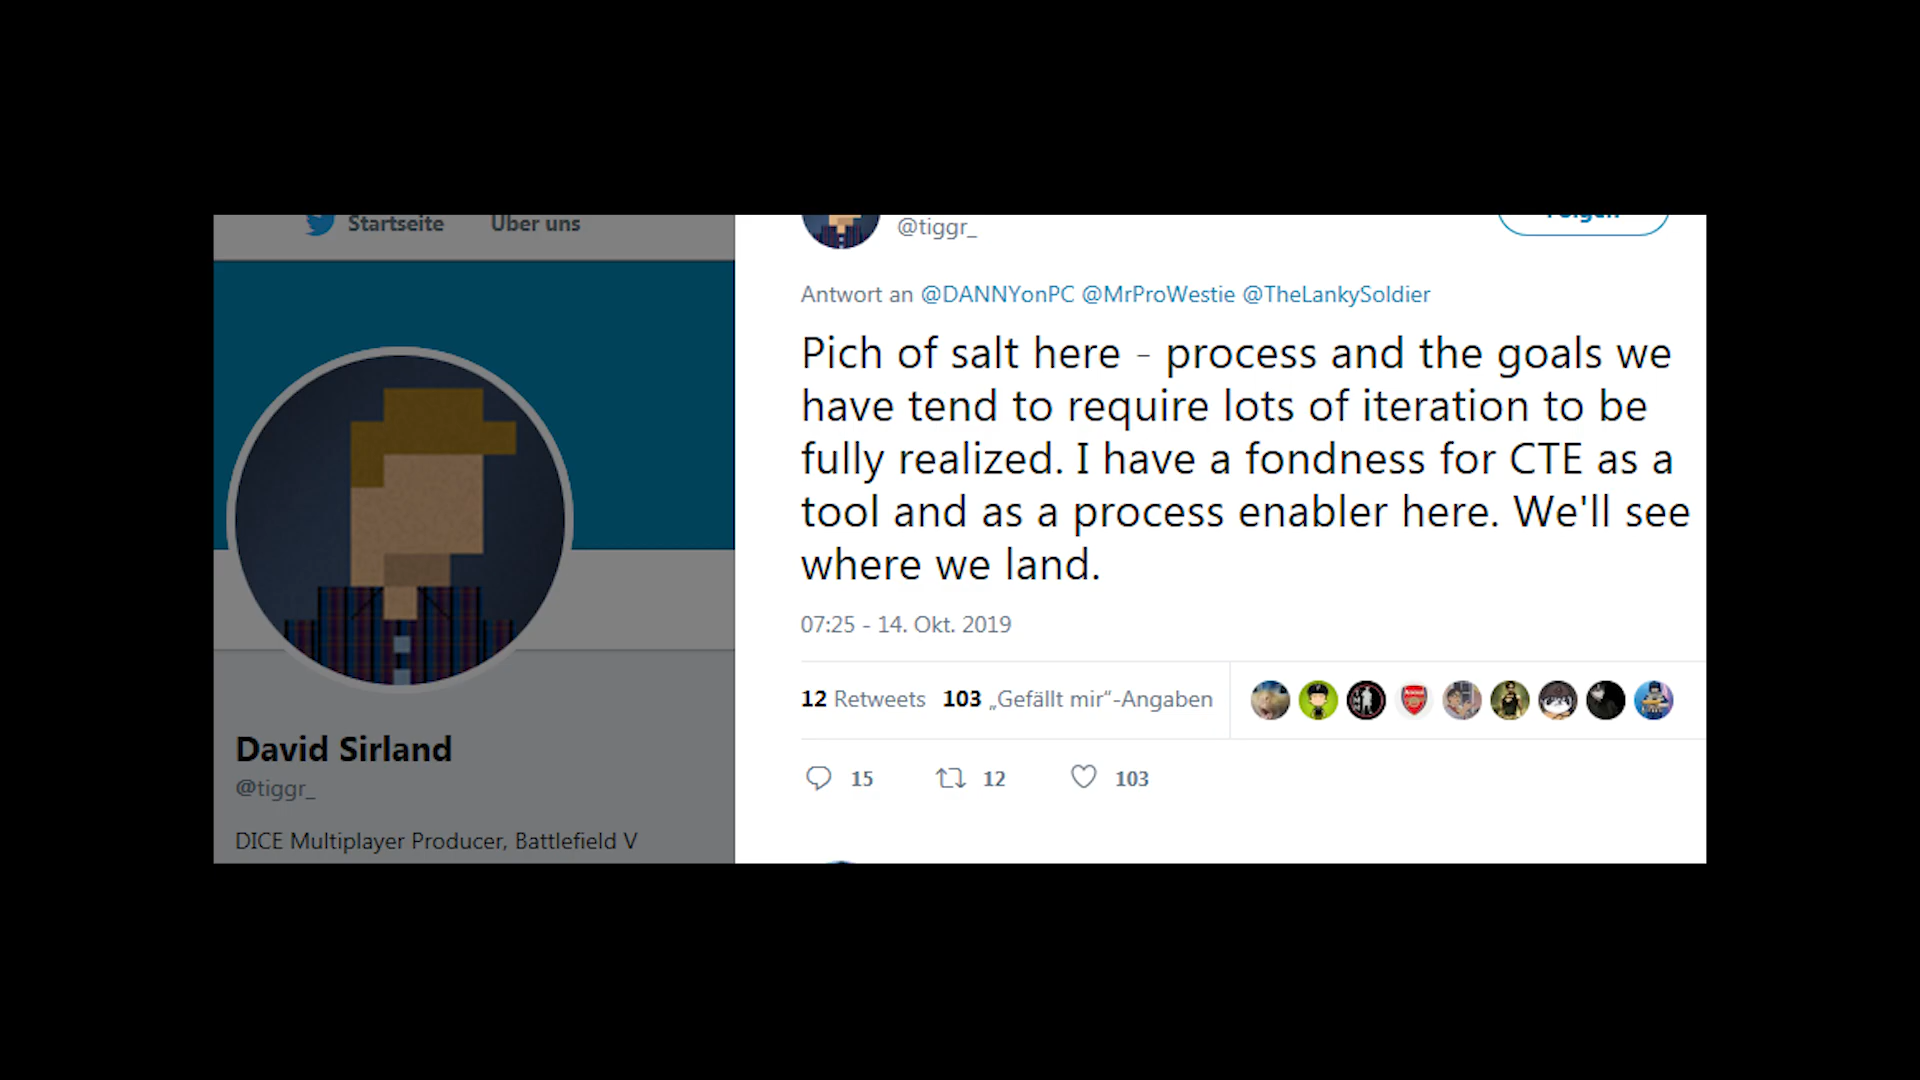 Startseite Über uns
@tiggr_
Folgen
Antwort an @DANNYonPC @MrProWestie @TheLankySoldier
Pich of salt here - process and the goals we
have tend to require lots of iteration to be
fully realized. I have a fondness for CTE as a
tool and as a process enabler here. We'll see
where we land.
07:25 - 14. Okt. 2019
12 Retweets 103 „Gefällt mir“-Angaben
15 12 103
David Sirland
@tiggr_
DICE Multiplayer Producer, Battlefield V